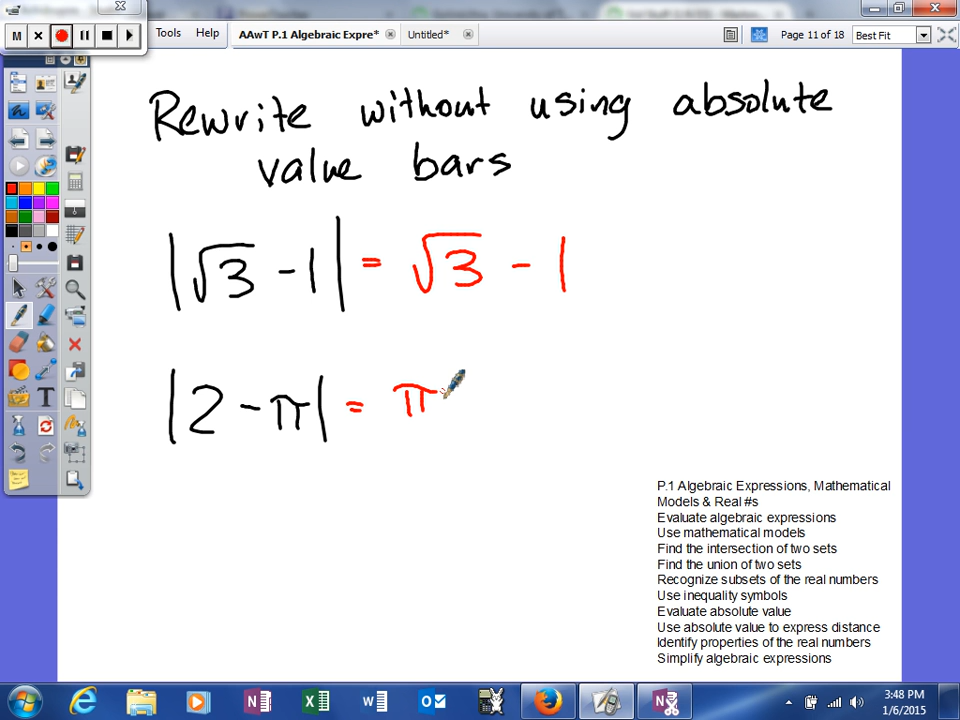 M
Tools Help AAwT P.1 Algebraic Expre* Untitled* Page 11 of 18 Best Fit
Rewrite without using absolute
value bars
|√3 - 1| = √3 - 1
|2 - π| = π
P.1 Algebraic Expressions, Mathematical
Models & Real #s
Evaluate algebraic expressions
Use mathematical models
Find the intersection of two sets
Find the union of two sets
Recognize subsets of the real numbers
Use inequality symbols
Evaluate absolute value
Use absolute value to express distance
Identify properties of the real numbers
Simplify algebraic expressions
3:48 PM
1/6/2015